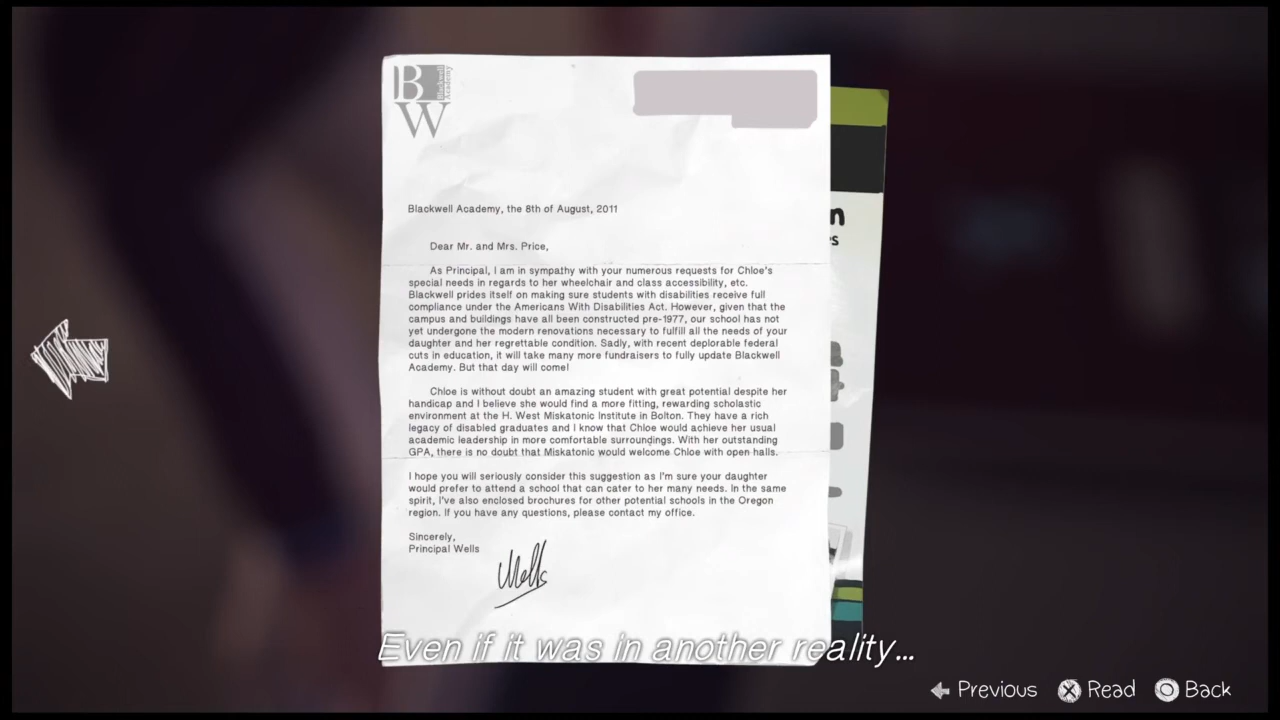 B
W
Blackwell
Academy
Blackwell Academy, the 8th of August, 2011
Dear Mr. and Mrs. Price,
As Principal, I am in sympathy with your numerous requests for Chloe's
special needs in regards to her wheelchair and class accessibility, etc.
Blackwell prides itself on making sure students with disabilities receive full
compliance under the Americans With Disabilities Act. However, given that the
campus and buildings have all been constructed pre-1977, our school has not
yet undergone the modern renovations necessary to fulfill all the needs of your
daughter and her regrettable condition. Sadly, with recent deplorable federal
cuts in education, it will take many more fundraisers to fully update Blackwell
Academy. But that day will come!
Chloe is without doubt an amazing student with great potential despite her
handicap and I believe she would find a more fitting, rewarding scholastic
environment at the H. West Miskatonic Institute in Bolton. They have a rich
legacy of disabled graduates and I know that Chloe would achieve her usual
academic leadership in more comfortable surroundings. With her outstanding
GPA, there is no doubt that Miskatonic would welcome Chloe with open halls.
I hope you will seriously consider this suggestion as I'm sure your daughter
would prefer to attend a school that can cater to her many needs. In the same
spirit, I've also enclosed brochures for other potential schools in the Oregon
region. If you have any questions, please contact my office.
Sincerely,
Principal Wells
Wells
n
rs
Even if it was in another reality...
Previous
Read
Back